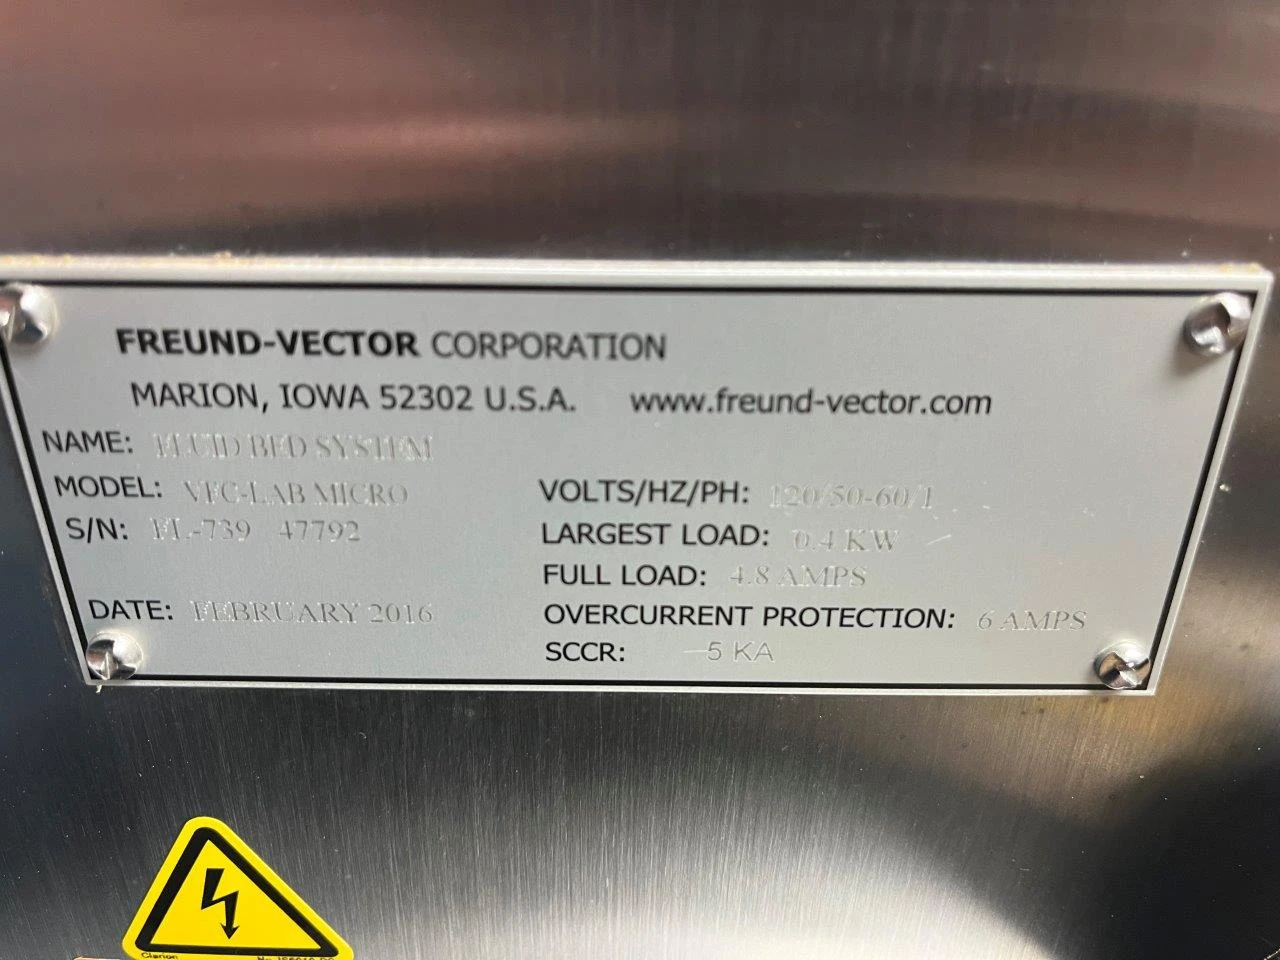 FREUND-VECTOR CORPORATION
MARION, IOWA 52302 U.S.A. www.freund-vector.com
NAME: FLUID BED SYSTEM
MODEL: VFC-LAB MICRO
VOLTS/HZ/PH: 120/50-60/1
S/N: FL-739 47792
LARGEST LOAD: 0.4 KW
FULL LOAD: 4.8 AMPS
DATE: FEBRUARY 2016
OVERCURRENT PROTECTION: 6 AMPS
SCCR: 5 KA
Clarion